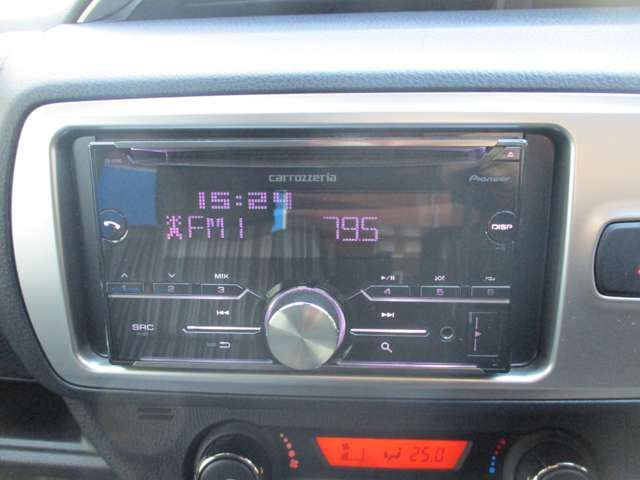 carrozzeria
Pioneer
15:24
FM1 79.5
DISP
MIX
1 2 3 4 5 6
SRC
25.0